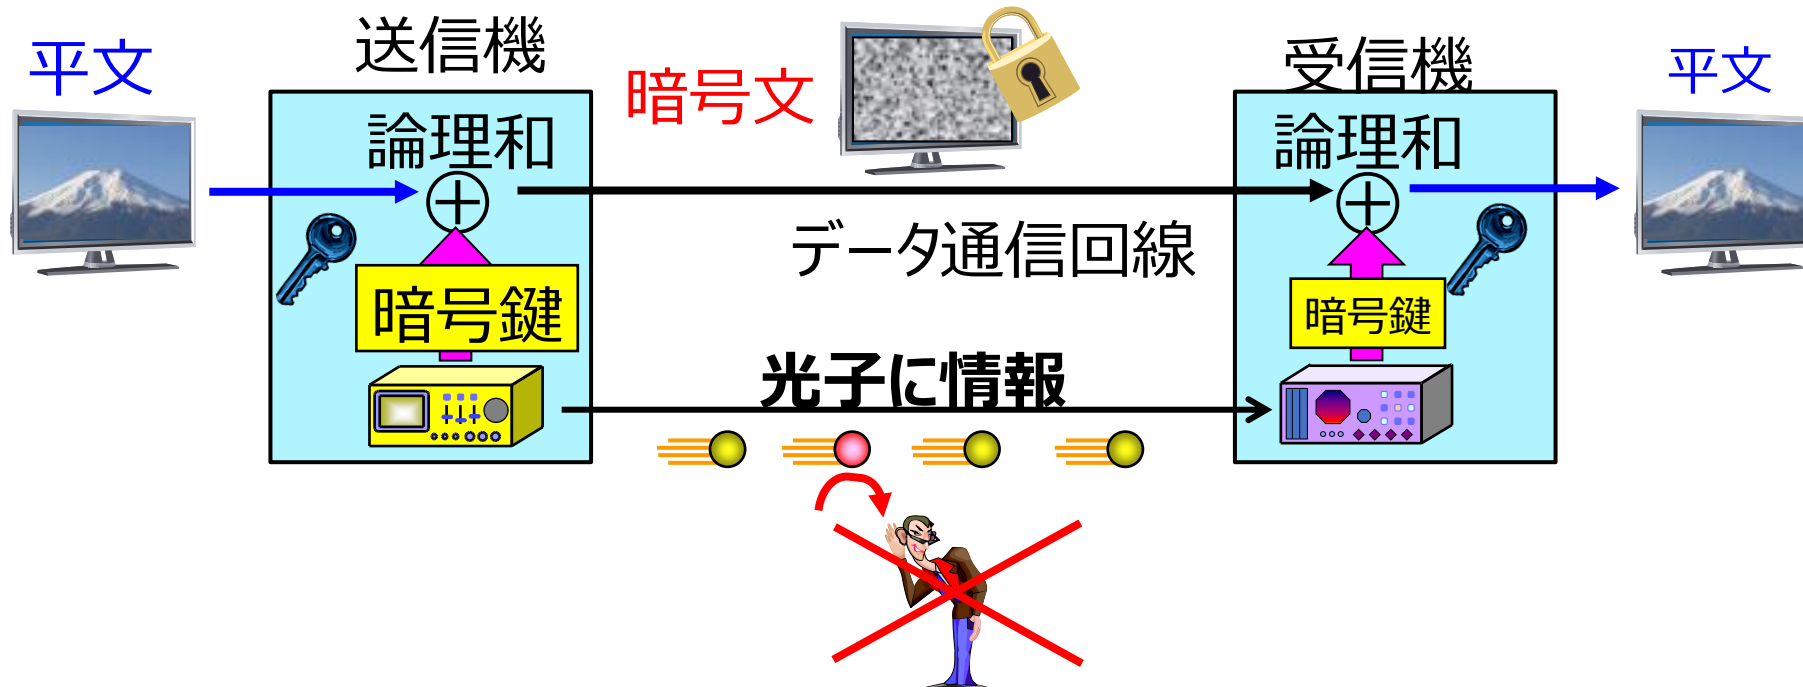 平文
送信機
暗号文
受信機
平文
論理和
論理和
データ通信回線
暗号鍵
暗号鍵
光子に情報